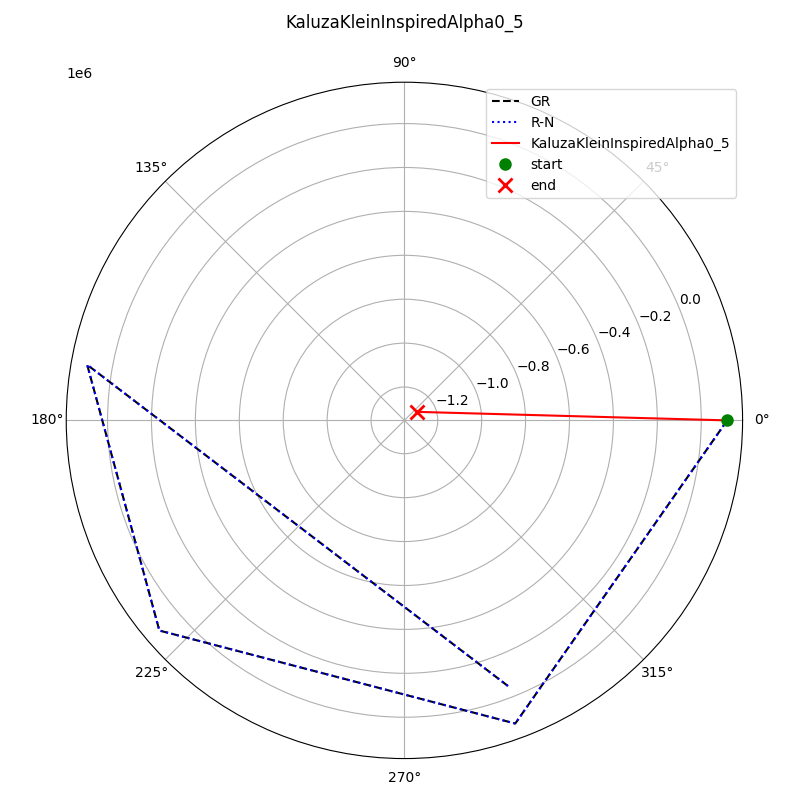 KaluzaKleinInspiredAlpha0_5
1e6
90°
GR
R-N
KaluzaKleinInspiredAlpha0_5
start
end
135°
45°
0.0
−0.2
−0.4
−0.6
−0.8
−1.0
−1.2
180°
0°
225°
315°
270°